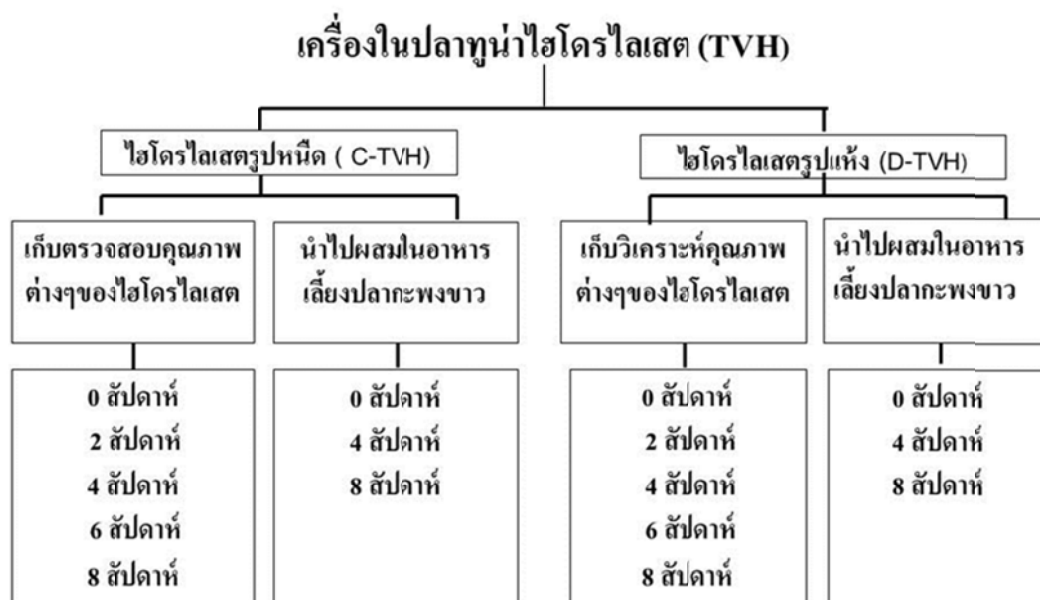 เครื่องในปลาทูน่าไฮโดรไลเสต (TVH)
ไฮโดรไลเสตรูปหนืด ( C-TVH)
ไฮโดรไลเสตรูปแห้ง (D-TVH)
เก็บตรวจสอบคุณภาพ
ต่างๆของไฮโดรไลเสต
นำไปผสมในอาหาร
เลี้ยงปลากะพงขาว
เก็บวิเคราะห์คุณภาพ
ต่างๆของไฮโดรไลเสต
นำไปผสมในอาหาร
เลี้ยงปลากะพงขาว
0 สัปดาห์
2 สัปดาห์
4 สัปดาห์
6 สัปดาห์
8 สัปดาห์
0 สัปดาห์
4 สัปดาห์
8 สัปดาห์
0 สัปดาห์
2 สัปดาห์
4 สัปดาห์
6 สัปดาห์
8 สัปดาห์
0 สัปดาห์
4 สัปดาห์
8 สัปดาห์